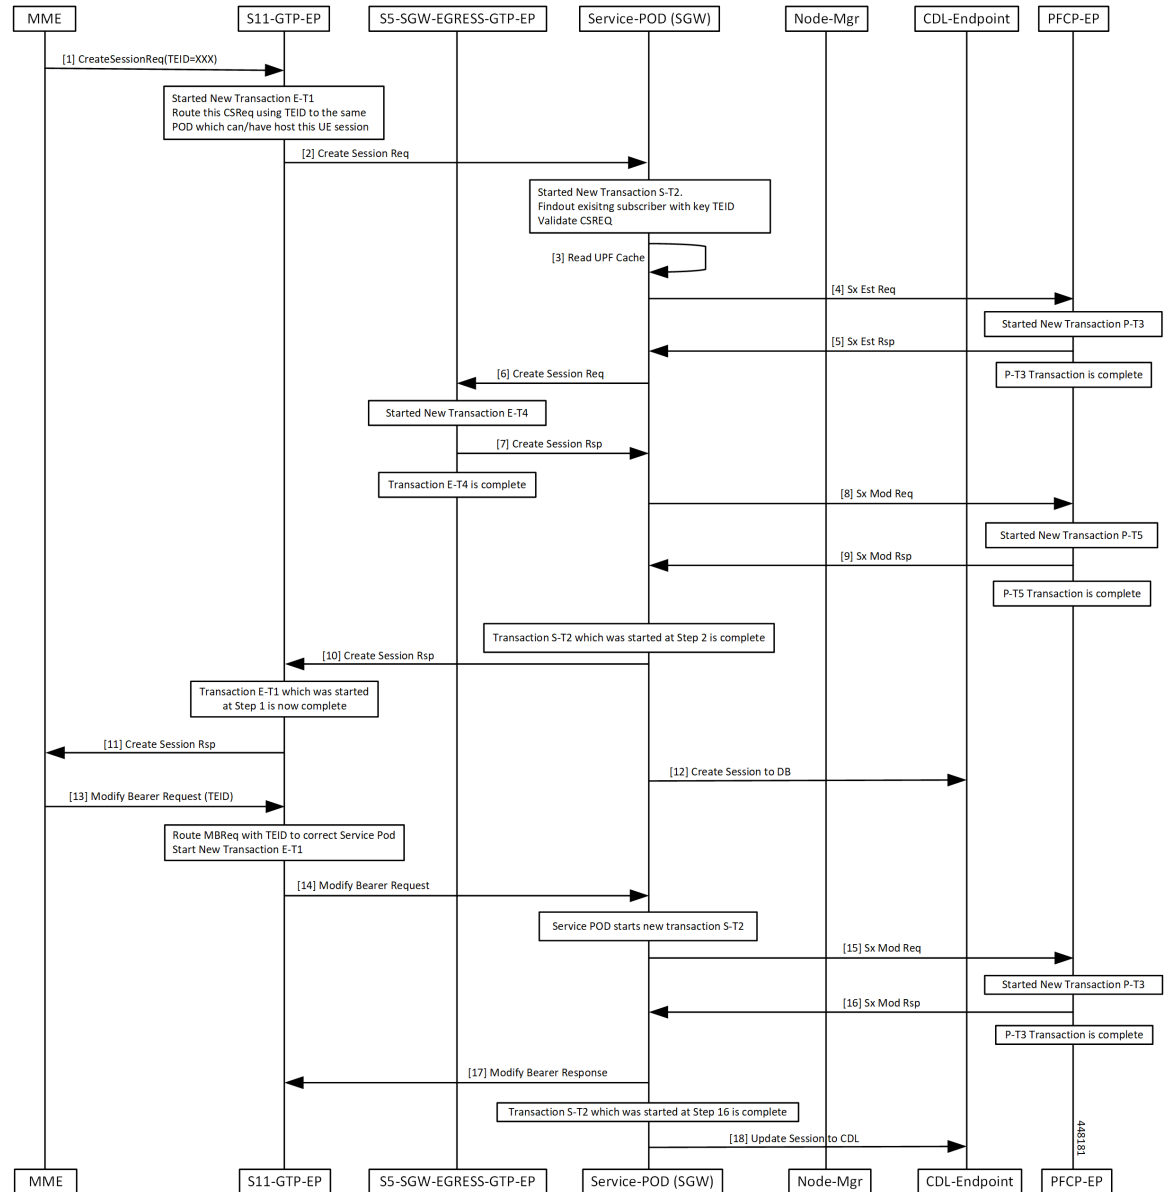 MME
S11-GTP-EP
S5-SGW-EGRESS-GTP-EP
Service-POD (SGW)
Node-Mgr
CDL-Endpoint
PFCP-EP
[1] CreateSessionReq(TEID=XXX)
Started New Transaction E-T1
Route this CSReq using TEID to the same
POD which can/have host this UE session
[2] Create Session Req
Started New Transaction S-T2.
Findout exisitng subscriber with key TEID
Validate CSREQ
[3] Read UPF Cache
[4] Sx Est Req
Started New Transaction P-T3
[5] Sx Est Rsp
P-T3 Transaction is complete
[6] Create Session Req
Started New Transaction E-T4
[7] Create Session Rsp
Transaction E-T4 is complete
[8] Sx Mod Req
Started New Transaction P-T5
[9] Sx Mod Rsp
P-T5 Transaction is complete
Transaction S-T2 which was started at Step 2 is complete
[10] Create Session Rsp
Transaction E-T1 which was started
at Step 1 is now complete
[11] Create Session Rsp
[12] Create Session to DB
[13] Modify Bearer Request (TEID)
Route MBReq with TEID to correct Service Pod
Start New Transaction E-T1
[14] Modify Bearer Request
Service POD starts new transaction S-T2
[15] Sx Mod Req
Started New Transaction P-T3
[16] Sx Mod Rsp
P-T3 Transaction is complete
[17] Modify Bearer Response
Transaction S-T2 which was started at Step 16 is complete
[18] Update Session to CDL
448181
MME
S11-GTP-EP
S5-SGW-EGRESS-GTP-EP
Service-POD (SGW)
Node-Mgr
CDL-Endpoint
PFCP-EP